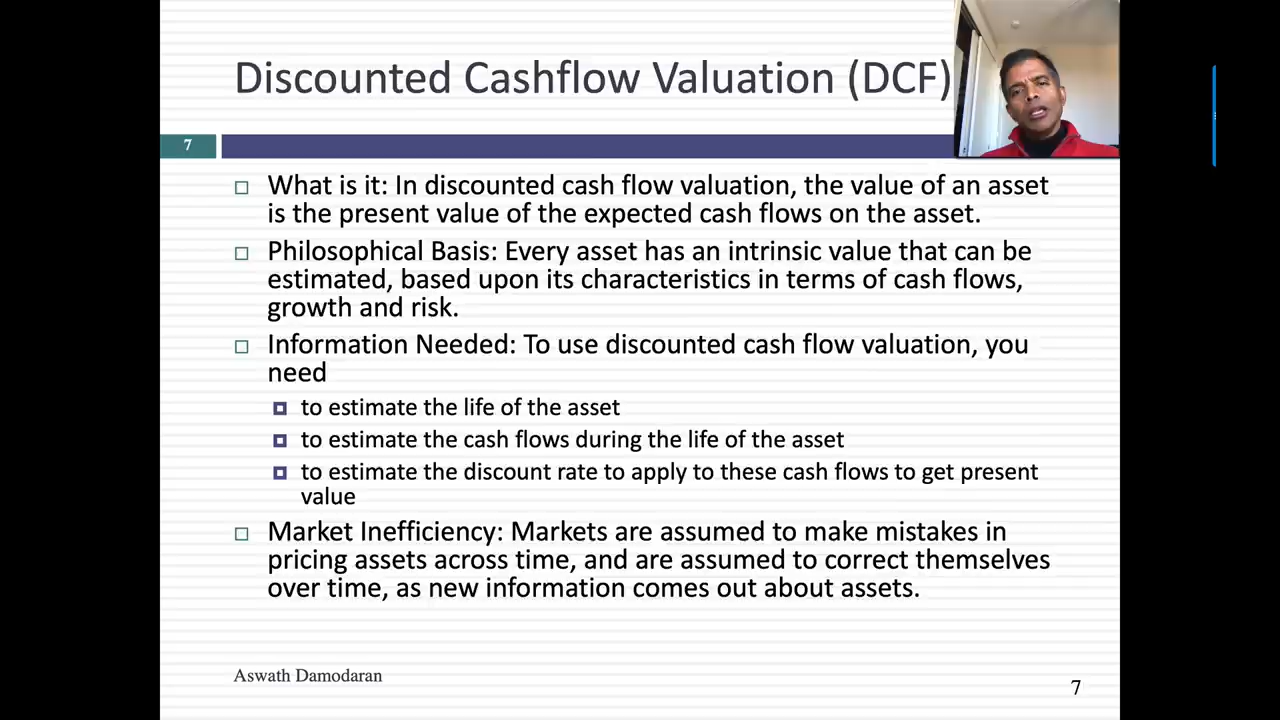 Discounted Cashflow Valuation (DCF)
7
What is it: In discounted cash flow valuation, the value of an asset
is the present value of the expected cash flows on the asset.
Philosophical Basis: Every asset has an intrinsic value that can be
estimated, based upon its characteristics in terms of cash flows,
growth and risk.
Information Needed: To use discounted cash flow valuation, you
need
to estimate the life of the asset
to estimate the cash flows during the life of the asset
to estimate the discount rate to apply to these cash flows to get present
value
Market Inefficiency: Markets are assumed to make mistakes in
pricing assets across time, and are assumed to correct themselves
over time, as new information comes out about assets.
Aswath Damodaran
7